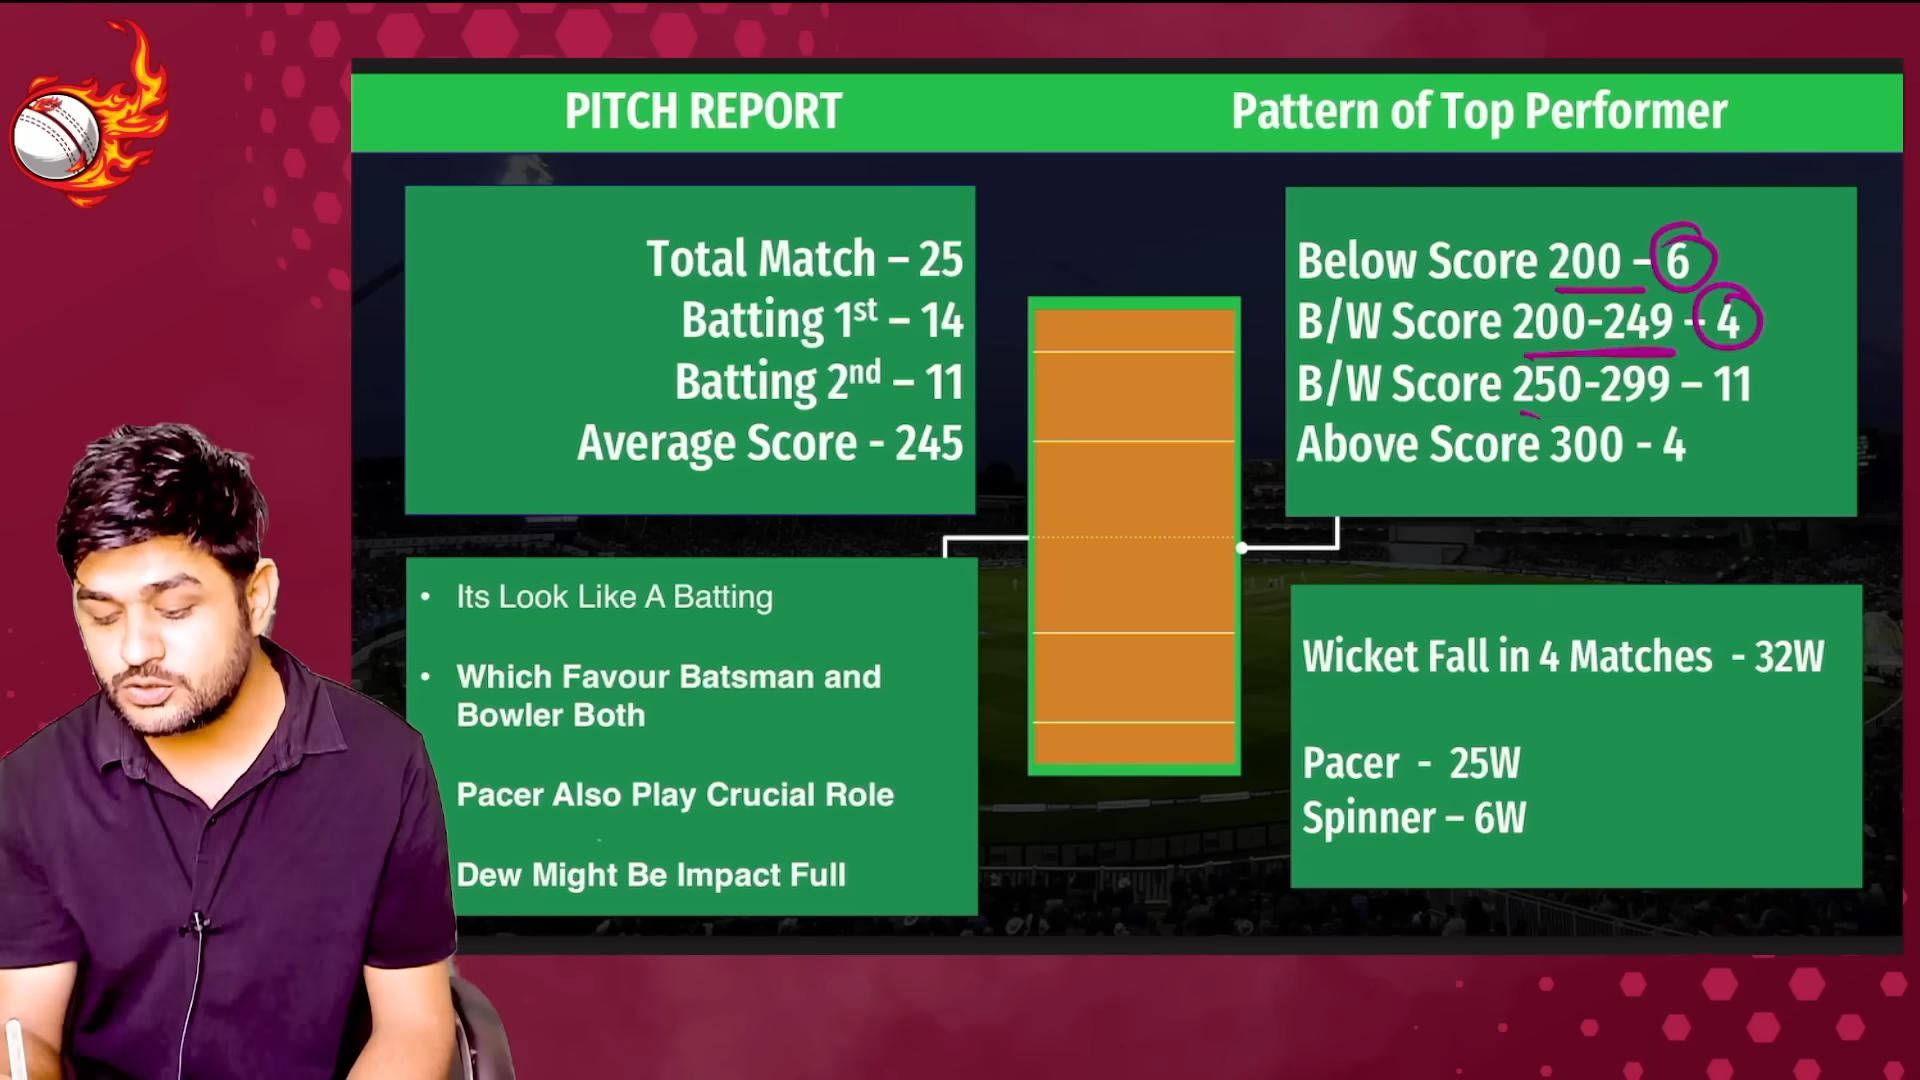 PITCH REPORT
Pattern of Top Performer
Total Match – 25
Batting 1st – 14
Batting 2nd – 11
Average Score - 245
Below Score 200 – 6
B/W Score 200-249 – 4
B/W Score 250-299 – 11
Above Score 300 - 4
• Its Look Like A Batting
• Which Favour Batsman and
Bowler Both
Pacer Also Play Crucial Role
Dew Might Be Impact Full
Wicket Fall in 4 Matches - 32W
Pacer - 25W
Spinner – 6W